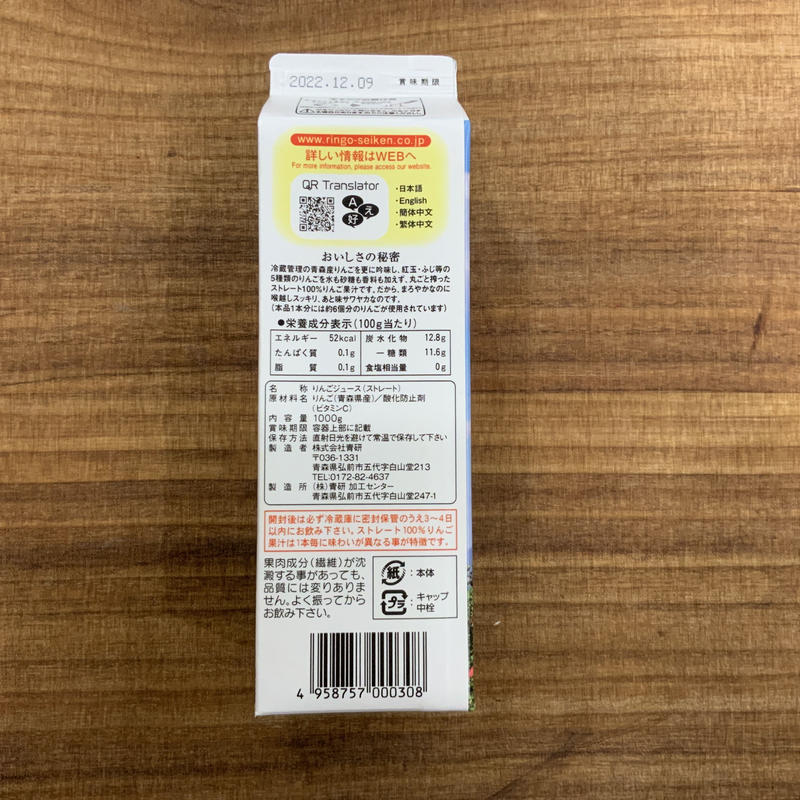 2022.12.09 賞味期限
www.ringo-seiken.co.jp
詳しい情報はWEBへ
For more information, please access our website.
QR Translator
A
え
好
・日本語
・English
・簡体中文
・繁体中文
おいしさの秘密
冷蔵管理の青森産りんごを更に吟味し、紅玉・ふじ等の
5種類のりんごを水も砂糖も香料も加えず、丸ごと搾った
ストレート100%りんご果汁です。だから、まろやかなのに
喉越しスッキリ、あと味サワヤカなのです。
(本品1本分には約6個分のりんごが使用されています)
●栄養成分表示(100g当たり)
エネルギー 52kcal 炭水化物 12.8g
たんぱく質 0.1g ー糖類 11.6g
脂質 0.1g 食塩相当量 0g
名称 りんごジュース(ストレート)
原材料名 りんご(青森県産)/酸化防止剤
(ビタミンC)
内容量 1000g
賞味期限 容器上部に記載
保存方法 直射日光を避けて常温で保存して下さい
製造者 株式会社青研
〒036-1331
青森県弘前市五代字白山堂213
TEL:0172-82-4637
製造所 (株)青研 加工センター
青森県弘前市五代字白山堂247-1
開封後は必ず冷蔵庫に密封保管のうえ3〜4日
以内にお飲み下さい。ストレート100%りんご
果汁は1本毎に味わいが異なる事が特徴です。
果肉成分(繊維)が沈
澱する事があっても、
品質には変りありま
せん。よく振ってから
お飲み下さい。
紙 :本体
プラ :キャップ
中栓
4 958757 000308